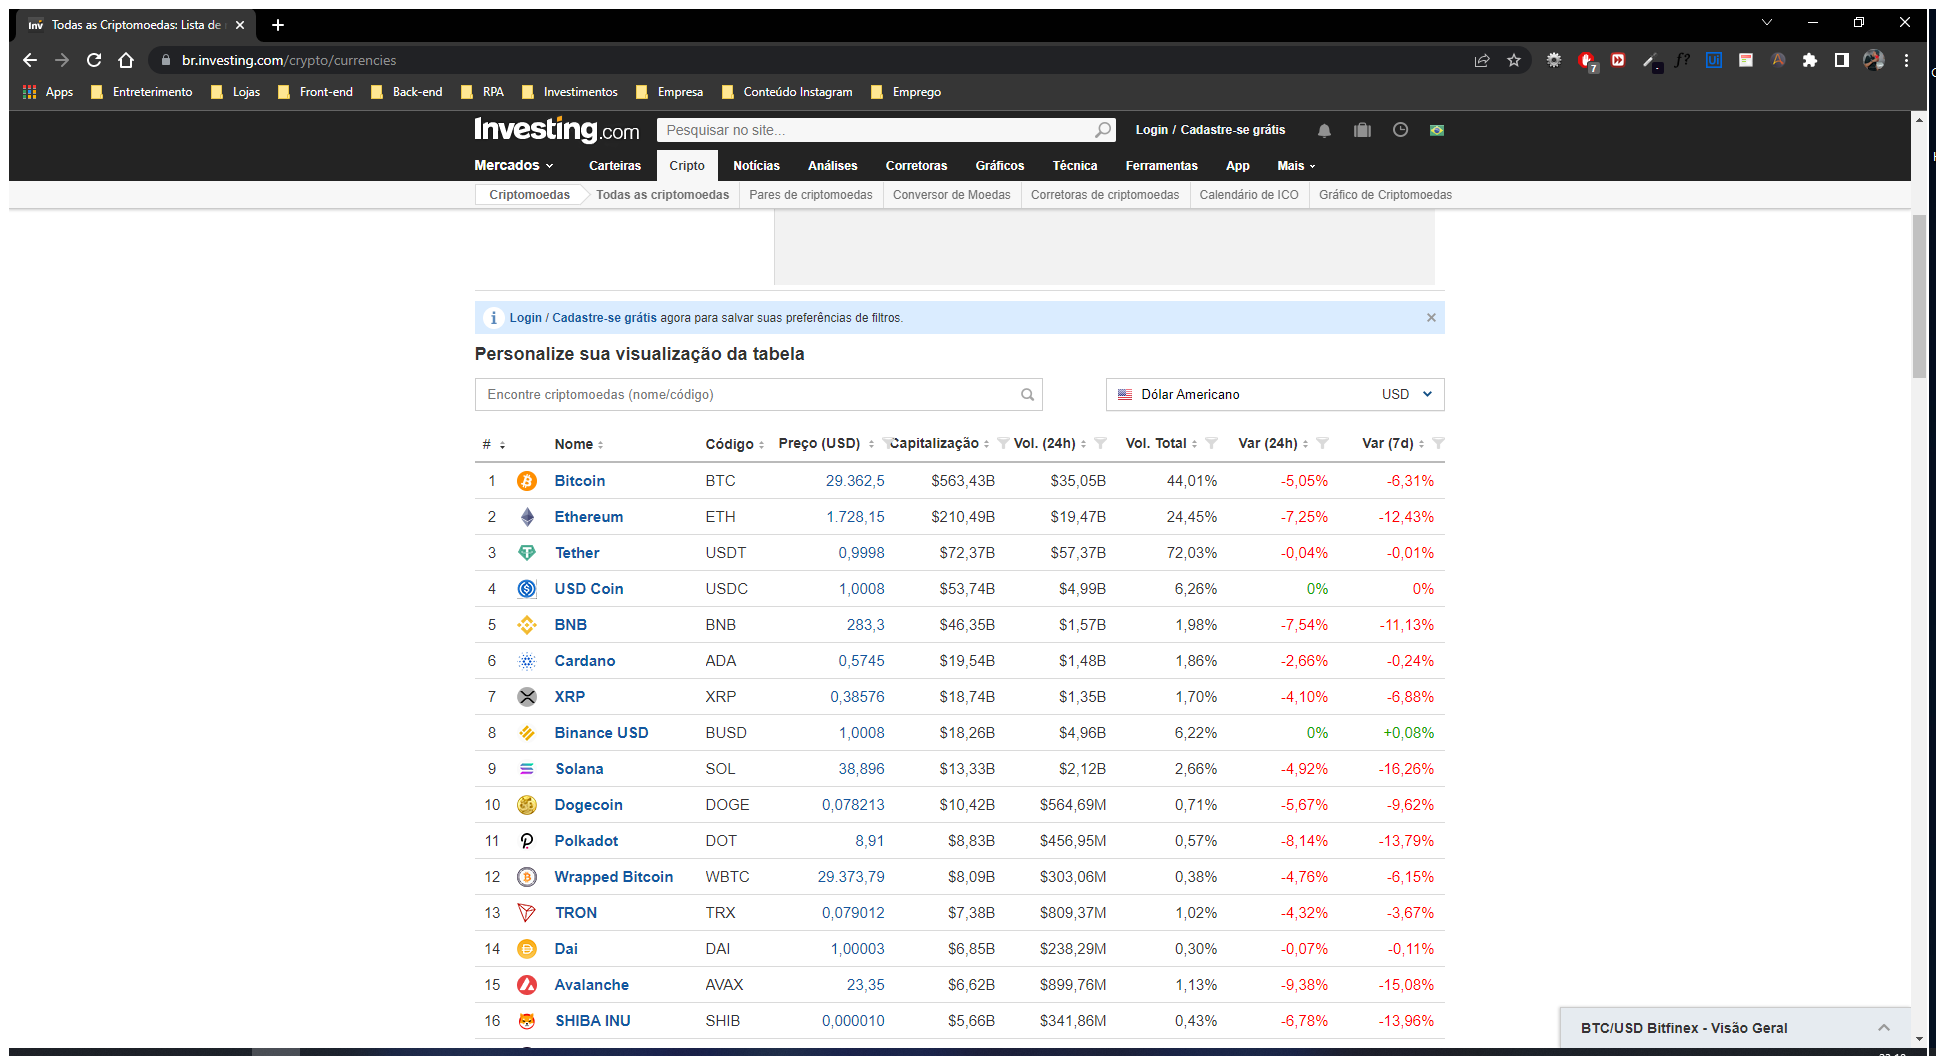 Inv Todas as Criptomoedas: Lista de
br.investing.com/crypto/currencies
7
Apps Entreterimento Lojas Front-end Back-end RPA Investimentos Empresa Conteúdo Instagram Emprego
Investing.com Pesquisar no site... Login / Cadastre-se grátis
Mercados Carteiras Cripto Notícias Análises Corretoras Gráficos Técnica Ferramentas App Mais
Criptomoedas Todas as criptomoedas Pares de criptomoedas Conversor de Moedas Corretoras de criptomoedas Calendário de ICO Gráfico de Criptomoedas
Login / Cadastre-se grátis agora para salvar suas preferências de filtros.
Personalize sua visualização da tabela
Encontre criptomoedas (nome/código) Dólar Americano USD
# Nome Código Preço (USD) Capitalização Vol. (24h) Vol. Total Var (24h) Var (7d)
1 Bitcoin BTC 29.362,5 $563,43B $35,05B 44,01% -5,05% -6,31%
2 Ethereum ETH 1.728,15 $210,49B $19,47B 24,45% -7,25% -12,43%
3 Tether USDT 0,9998 $72,37B $57,37B 72,03% -0,04% -0,01%
4 USD Coin USDC 1,0008 $53,74B $4,99B 6,26% 0% 0%
5 BNB BNB 283,3 $46,35B $1,57B 1,98% -7,54% -11,13%
6 Cardano ADA 0,5745 $19,54B $1,48B 1,86% -2,66% -0,24%
7 XRP XRP 0,38576 $18,74B $1,35B 1,70% -4,10% -6,88%
8 Binance USD BUSD 1,0008 $18,26B $4,96B 6,22% 0% +0,08%
9 Solana SOL 38,896 $13,33B $2,12B 2,66% -4,92% -16,26%
10 Dogecoin DOGE 0,078213 $10,42B $564,69M 0,71% -5,67% -9,62%
11 Polkadot DOT 8,91 $8,83B $456,95M 0,57% -8,14% -13,79%
12 Wrapped Bitcoin WBTC 29.373,79 $8,09B $303,06M 0,38% -4,76% -6,15%
13 TRON TRX 0,079012 $7,38B $809,37M 1,02% -4,32% -3,67%
14 Dai DAI 1,00003 $6,85B $238,29M 0,30% -0,07% -0,11%
15 Avalanche AVAX 23,35 $6,62B $899,76M 1,13% -9,38% -15,08%
16 SHIBA INU SHIB 0,000010 $5,66B $341,86M 0,43% -6,78% -13,96%
BTC/USD Bitfinex - Visão Geral